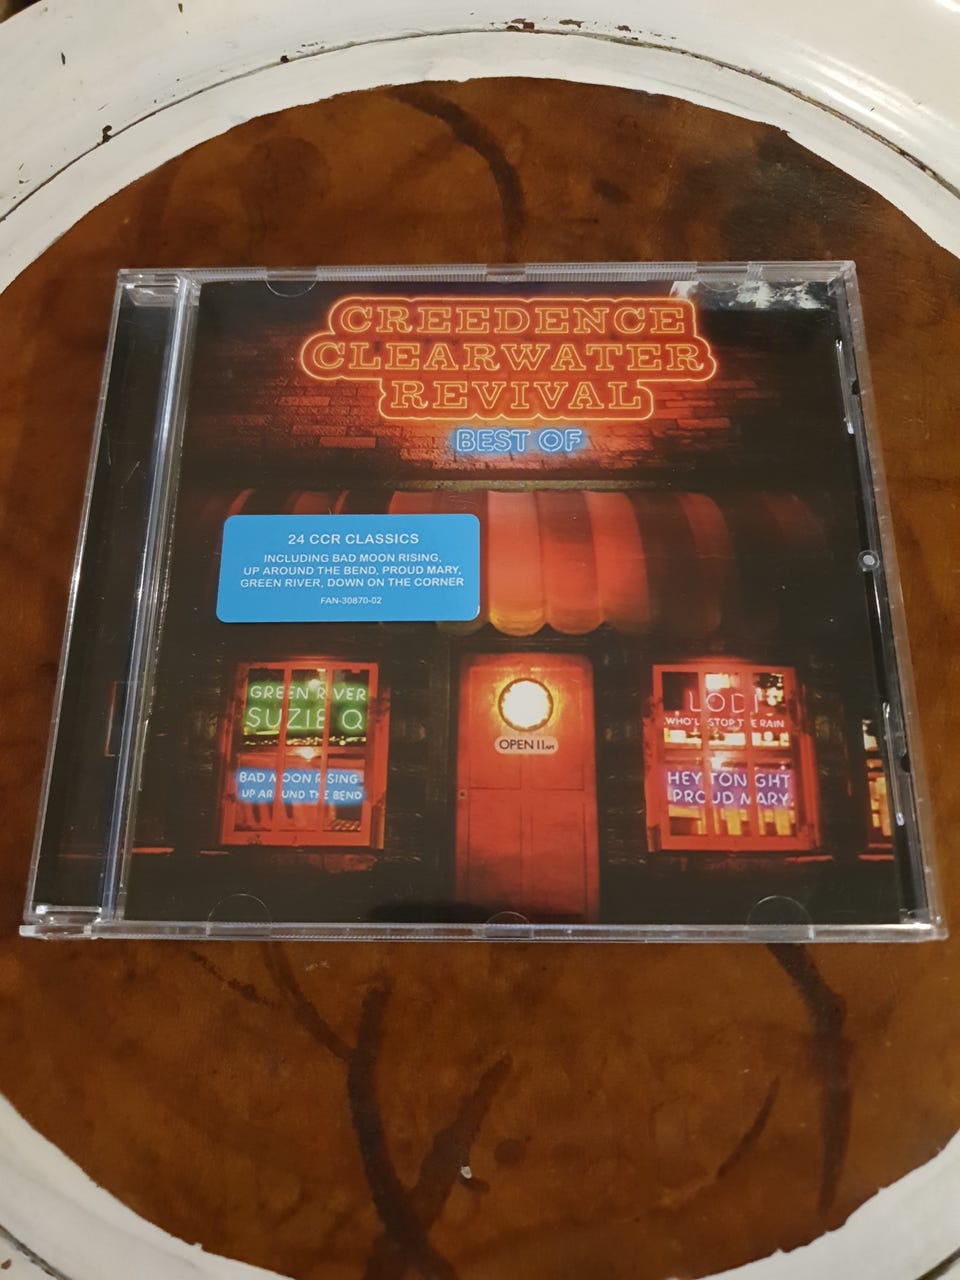 CREEDENCE
CLEARWATER
REVIVAL
BEST OF
24 CCR CLASSICS
INCLUDING BAD MOON RISING,
UP AROUND THE BEND, PROUD MARY,
GREEN RIVER, DOWN ON THE CORNER
FAN-30870-02
GREEN RIVER
SUZIE Q
BAD MOON RISING
UP AROUND THE BEND
OPEN 11AM
LODI
WHO'LL STOP THE RAIN
HEY TONIGHT
PROUD MARY